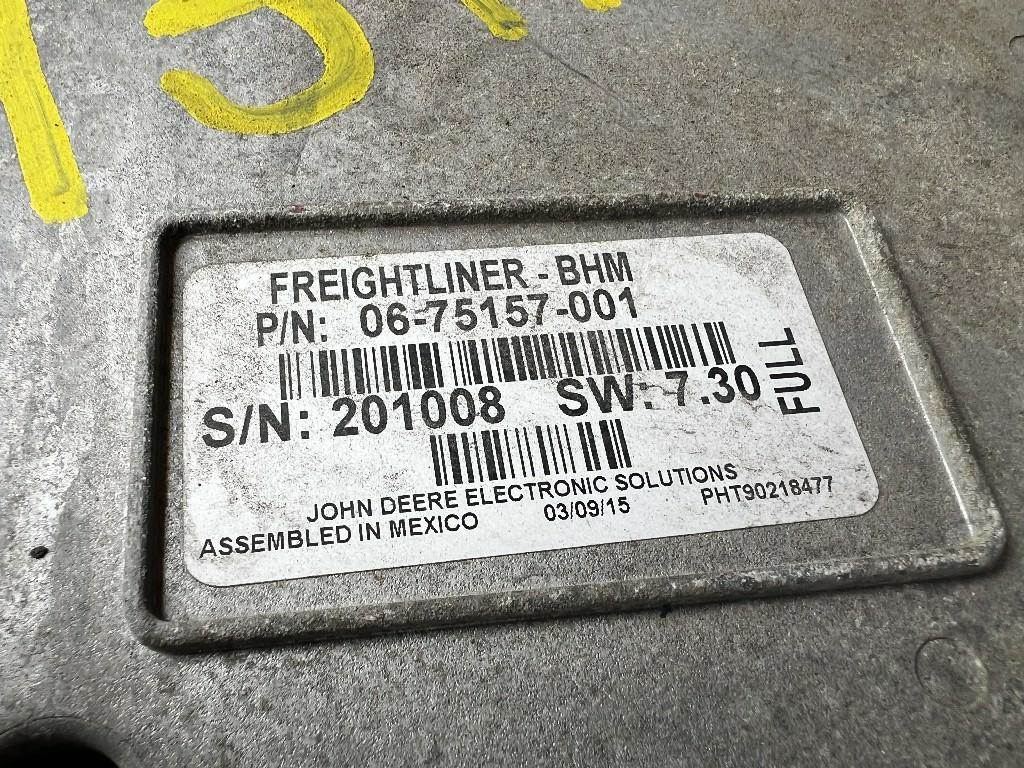 FREIGHTLINER - BHM
P/N: 06-75157-001
S/N: 201008 SW: 7.30
FULL
JOHN DEERE ELECTRONIC SOLUTIONS
ASSEMBLED IN MEXICO 03/09/15 PHT90218477